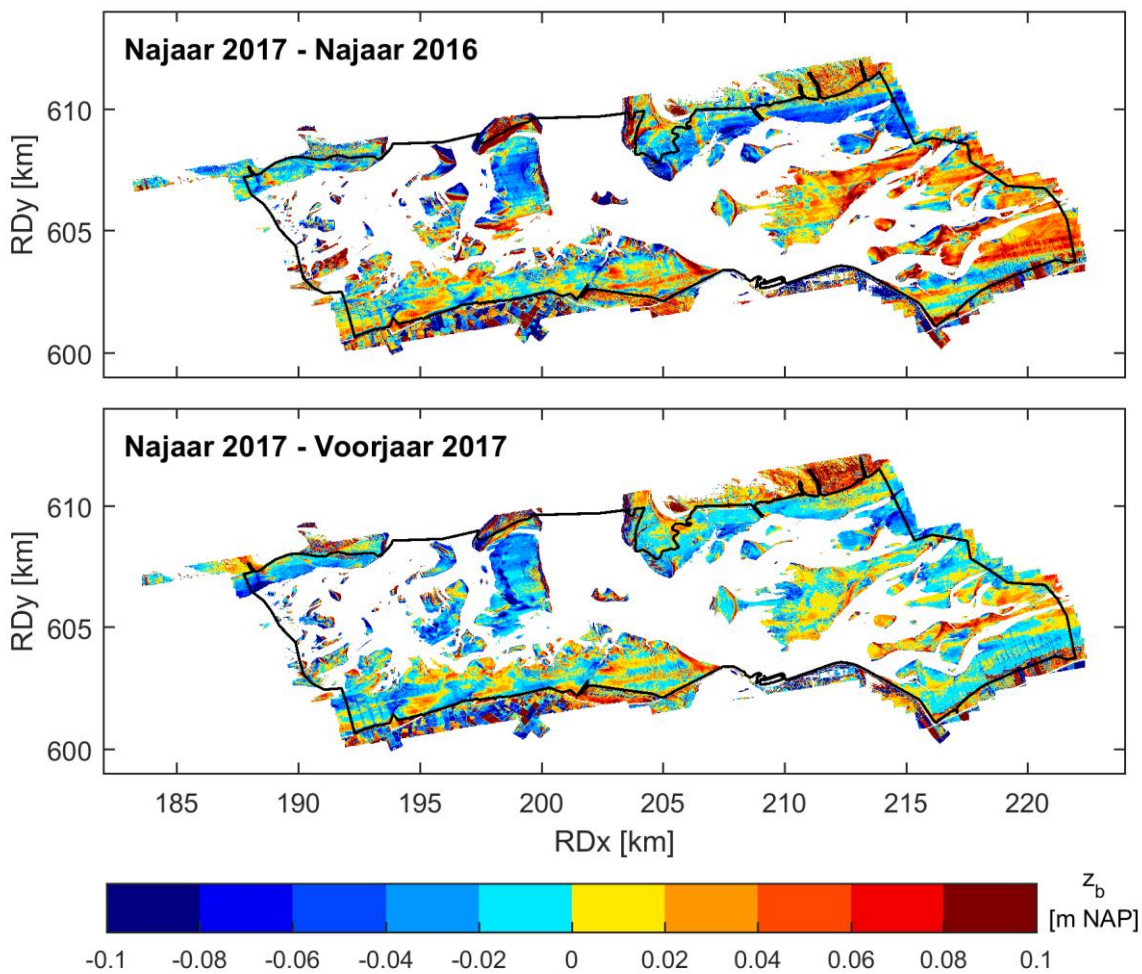 Najaar 2017 - Najaar 2016
610
605
600
RDy [km]
Najaar 2017 - Voorjaar 2017
610
605
600
RDy [km]
185 190 195 200 205 210 215 220
RDx [km]
z_b
[m NAP]
-0.1 -0.08 -0.06 -0.04 -0.02 0 0.02 0.04 0.06 0.08 0.1